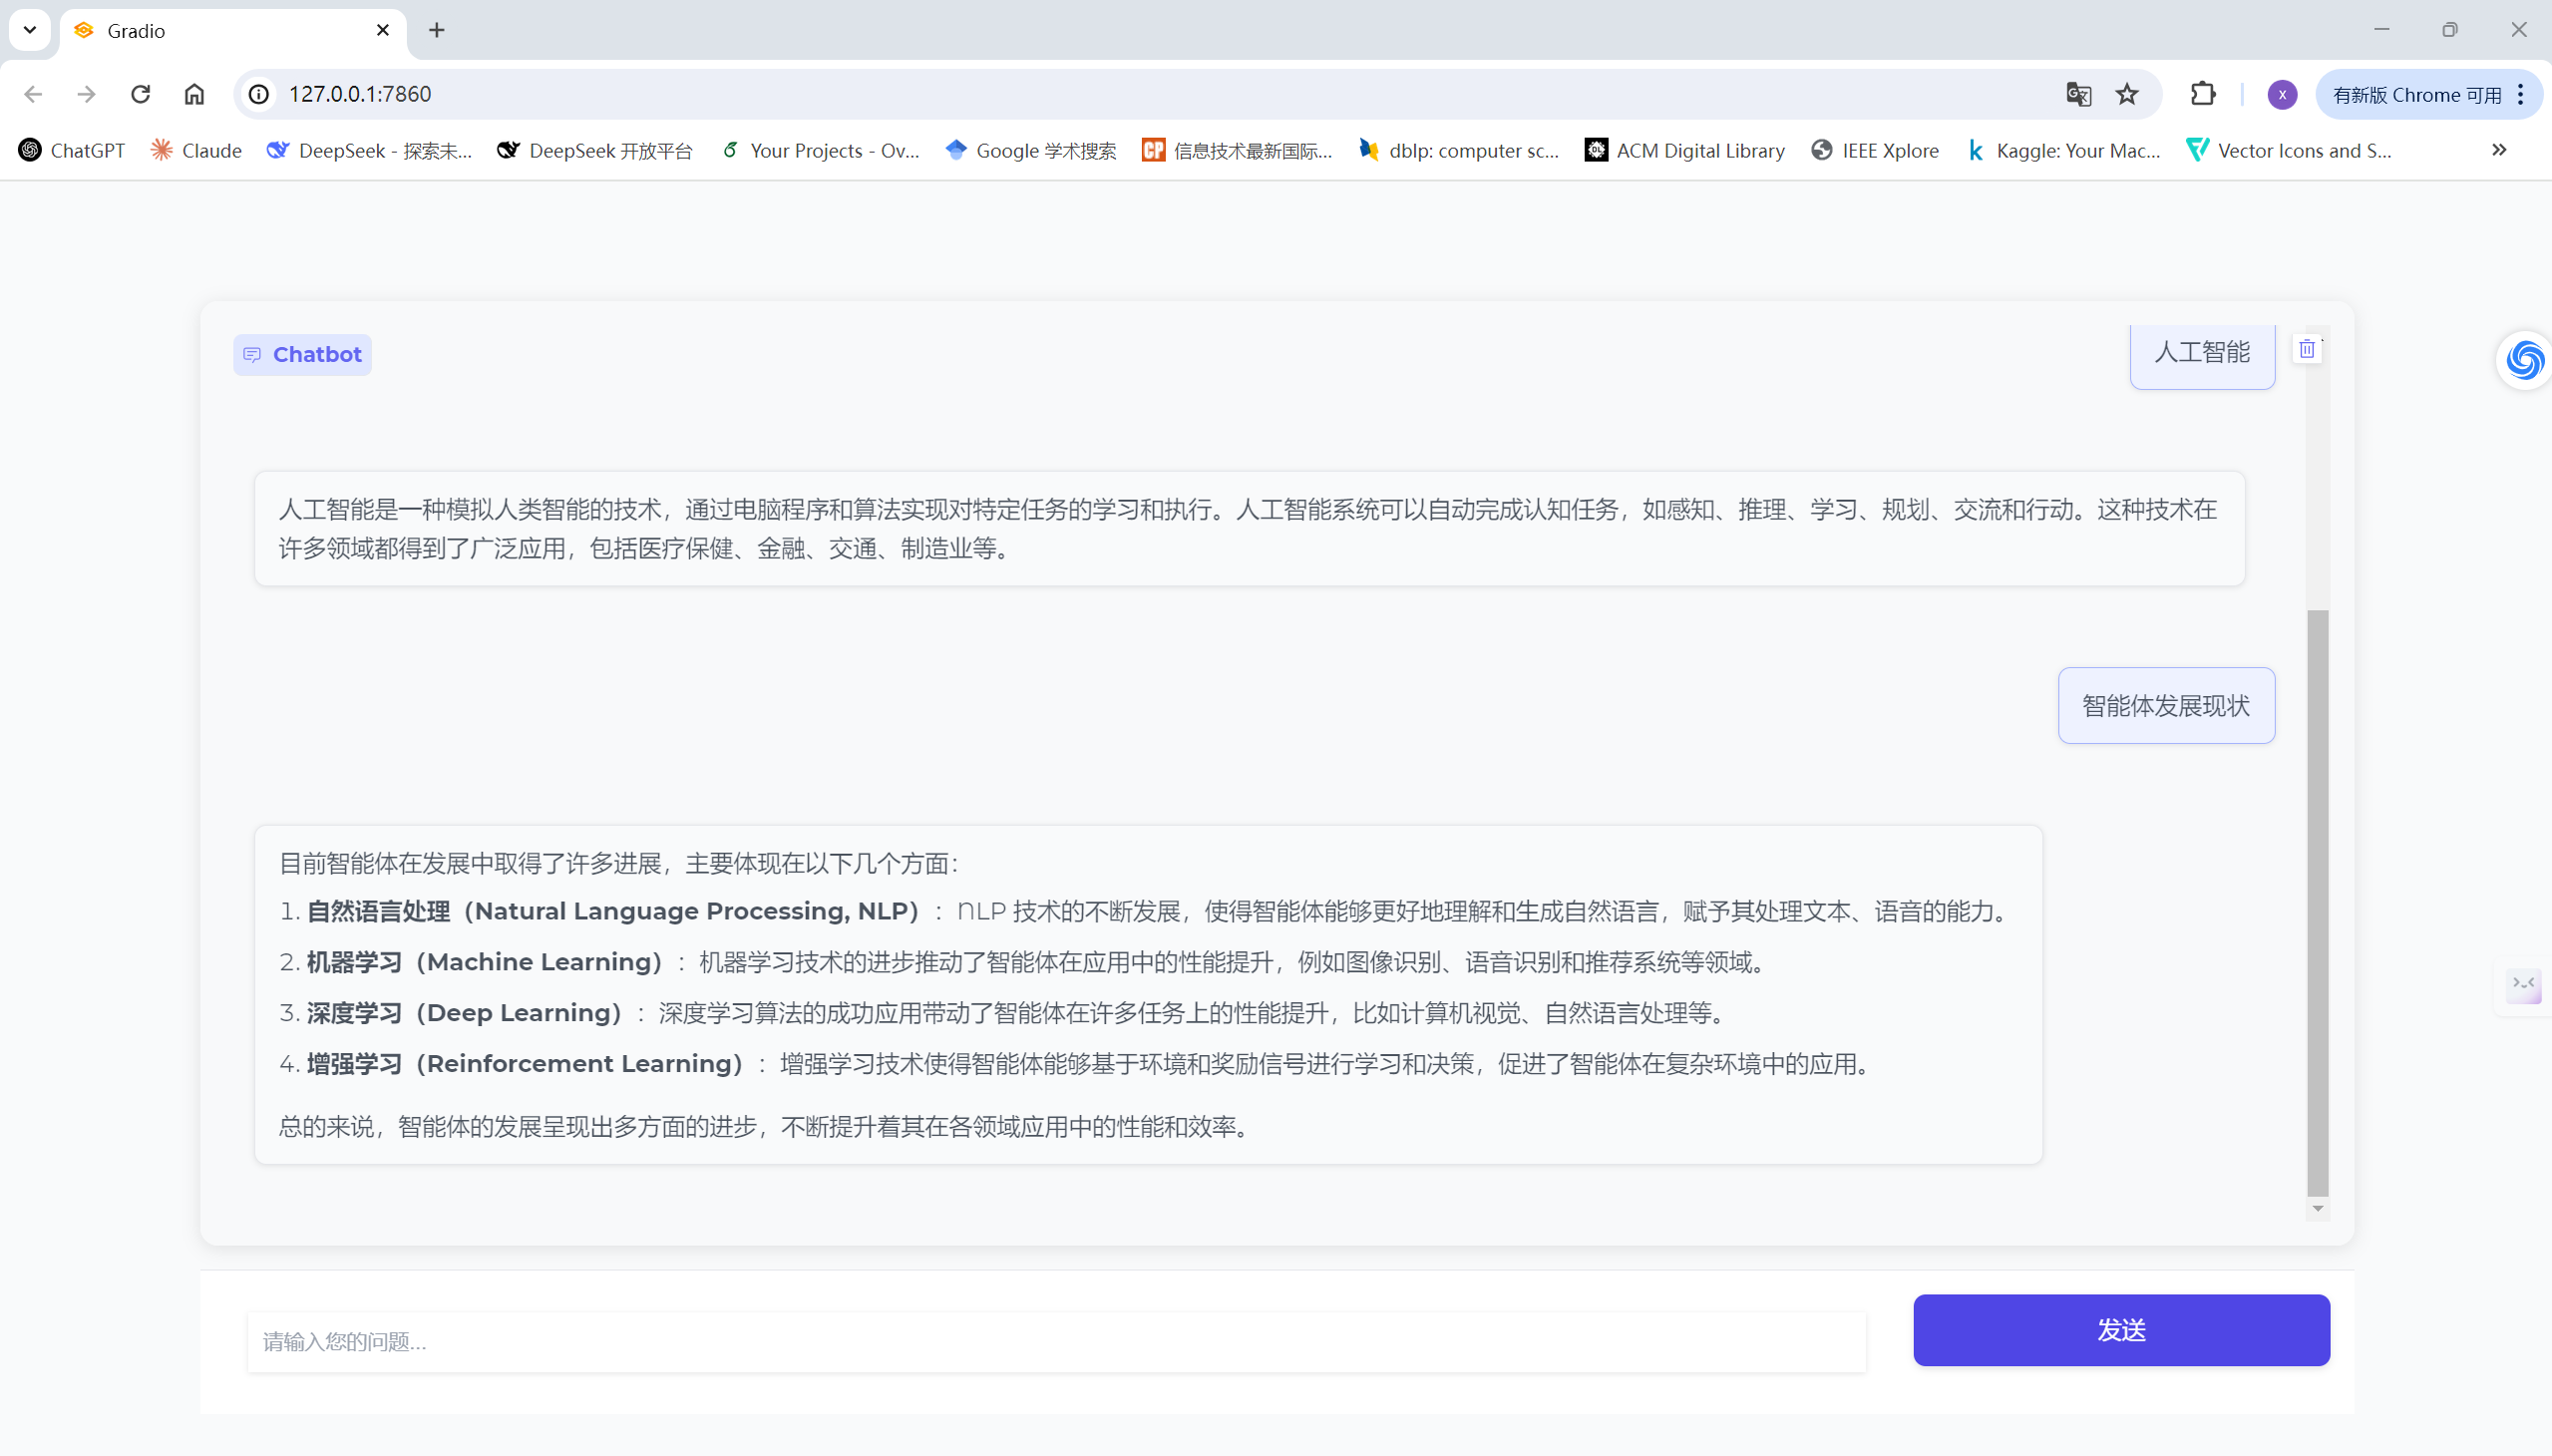 Gradio
127.0.0.1:7860
X
有新版 Chrome 可用
ChatGPT
Claude
DeepSeek - 探索未...
DeepSeek 开放平台
Your Projects - Ov...
Google 学术搜索
CP
信息技术最新国际...
dblp: computer sc...
DL
ACM Digital Library
IEEE Xplore
k
Kaggle: Your Mac...
Vector Icons and S...
Chatbot
人工智能
人工智能是一种模拟人类智能的技术，通过电脑程序和算法实现对特定任务的学习和执行。人工智能系统可以自动完成认知任务，如感知、推理、学习、规划、交流和行动。这种技术在
许多领域都得到了广泛应用，包括医疗保健、金融、交通、制造业等。
智能体发展现状
目前智能体在发展中取得了许多进展，主要体现在以下几个方面：
1. 自然语言处理（Natural Language Processing, NLP）：NLP 技术的不断发展，使得智能体能够更好地理解和生成自然语言，赋予其处理文本、语音的能力。
2. 机器学习（Machine Learning）：机器学习技术的进步推动了智能体在应用中的性能提升，例如图像识别、语音识别和推荐系统等领域。
3. 深度学习（Deep Learning）：深度学习算法的成功应用带动了智能体在许多任务上的性能提升，比如计算机视觉、自然语言处理等。
4. 增强学习（Reinforcement Learning）：增强学习技术使得智能体能够基于环境和奖励信号进行学习和决策，促进了智能体在复杂环境中的应用。
总的来说，智能体的发展呈现出多方面的进步，不断提升着其在各领域应用中的性能和效率。
请输入您的问题...
发送